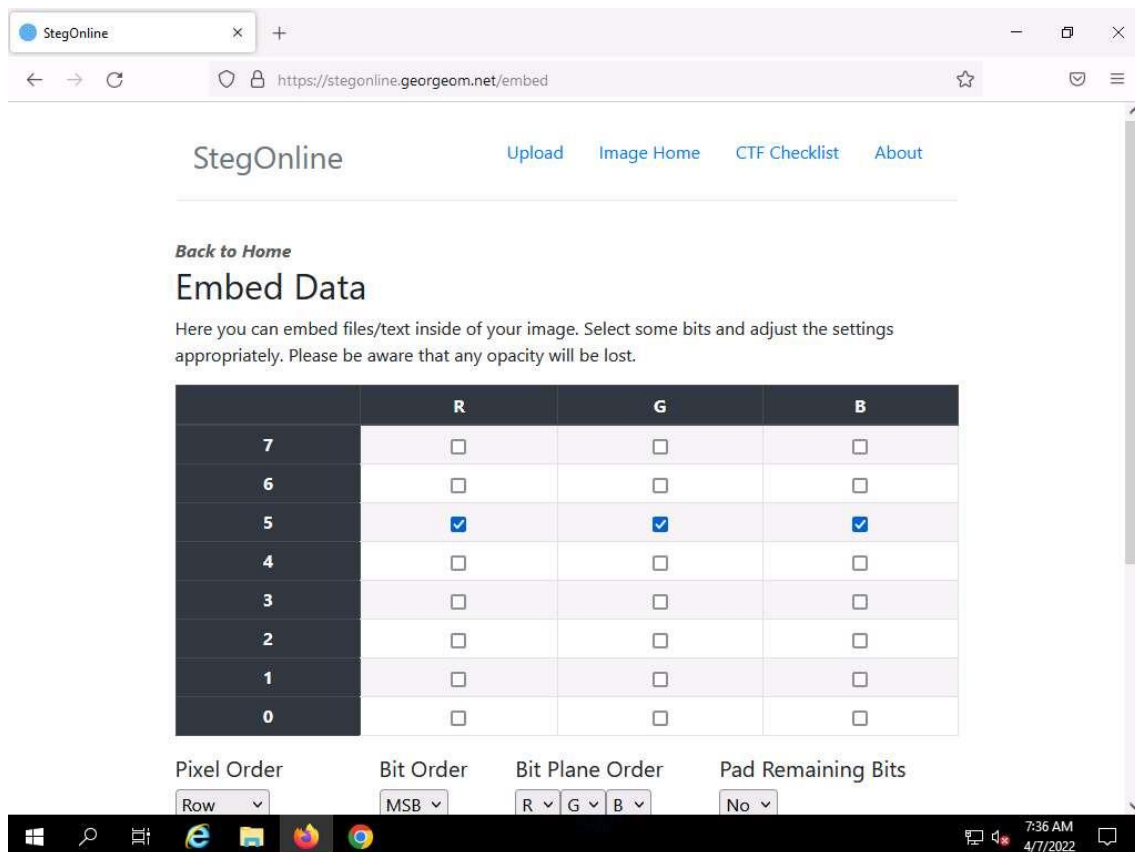 StegOnline
https://stegonline.georgeom.net/embed
StegOnline Upload Image Home CTF Checklist About
Back to Home
Embed Data
Here you can embed files/text inside of your image. Select some bits and adjust the settings
appropriately. Please be aware that any opacity will be lost.
R G B
7
6
5
4
3
2
1
0
Pixel Order Bit Order Bit Plane Order Pad Remaining Bits
Row MSB R G B No
7:36 AM
4/7/2022